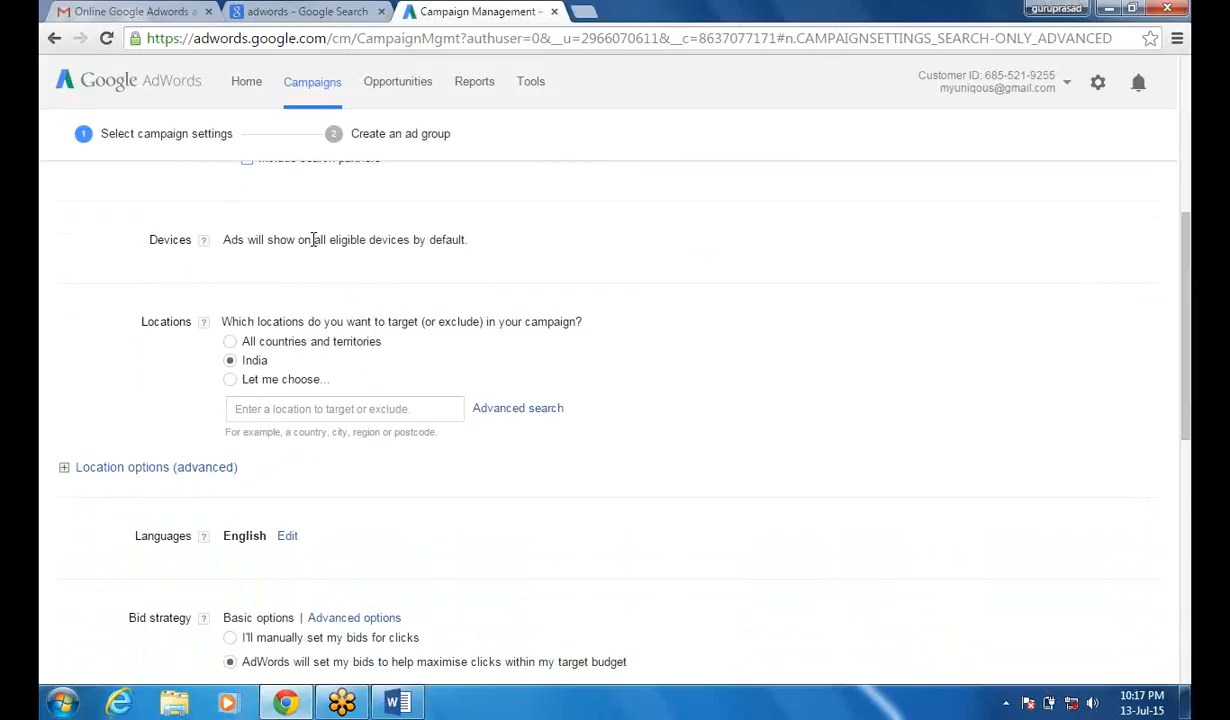 Online Google Adwords a
adwords - Google Search
Campaign Management -
guruprasad
https://adwords.google.com/cm/CampaignMgmt?authuser=0&__u=2966070611&__c=8637077171#n.CAMPAIGNSETTINGS_SEARCH-ONLY_ADVANCED
Google AdWords
Home
Campaigns
Opportunities
Reports
Tools
Customer ID: 685-521-9255
myuniqous@gmail.com
1 Select campaign settings
2 Create an ad group
Include search partners
Devices ? Ads will show on all eligible devices by default.
Locations ? Which locations do you want to target (or exclude) in your campaign?
All countries and territories
India
Let me choose...
Enter a location to target or exclude. Advanced search
For example, a country, city, region or postcode.
Location options (advanced)
Languages ? English Edit
Bid strategy ? Basic options | Advanced options
I'll manually set my bids for clicks
AdWords will set my bids to help maximise clicks within my target budget
10:17 PM
13-Jul-15